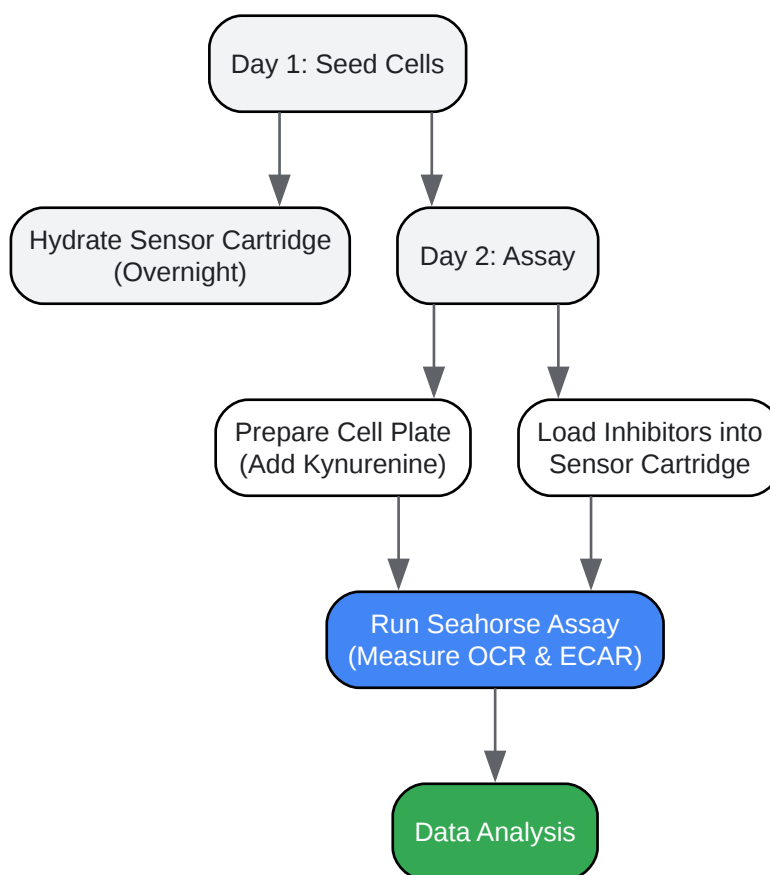 Day 1: Seed Cells
Hydrate Sensor Cartridge
(Overnight)
Day 2: Assay
Prepare Cell Plate
(Add Kynurenine)
Load Inhibitors into
Sensor Cartridge
Run Seahorse Assay
(Measure OCR & ECAR)
Data Analysis